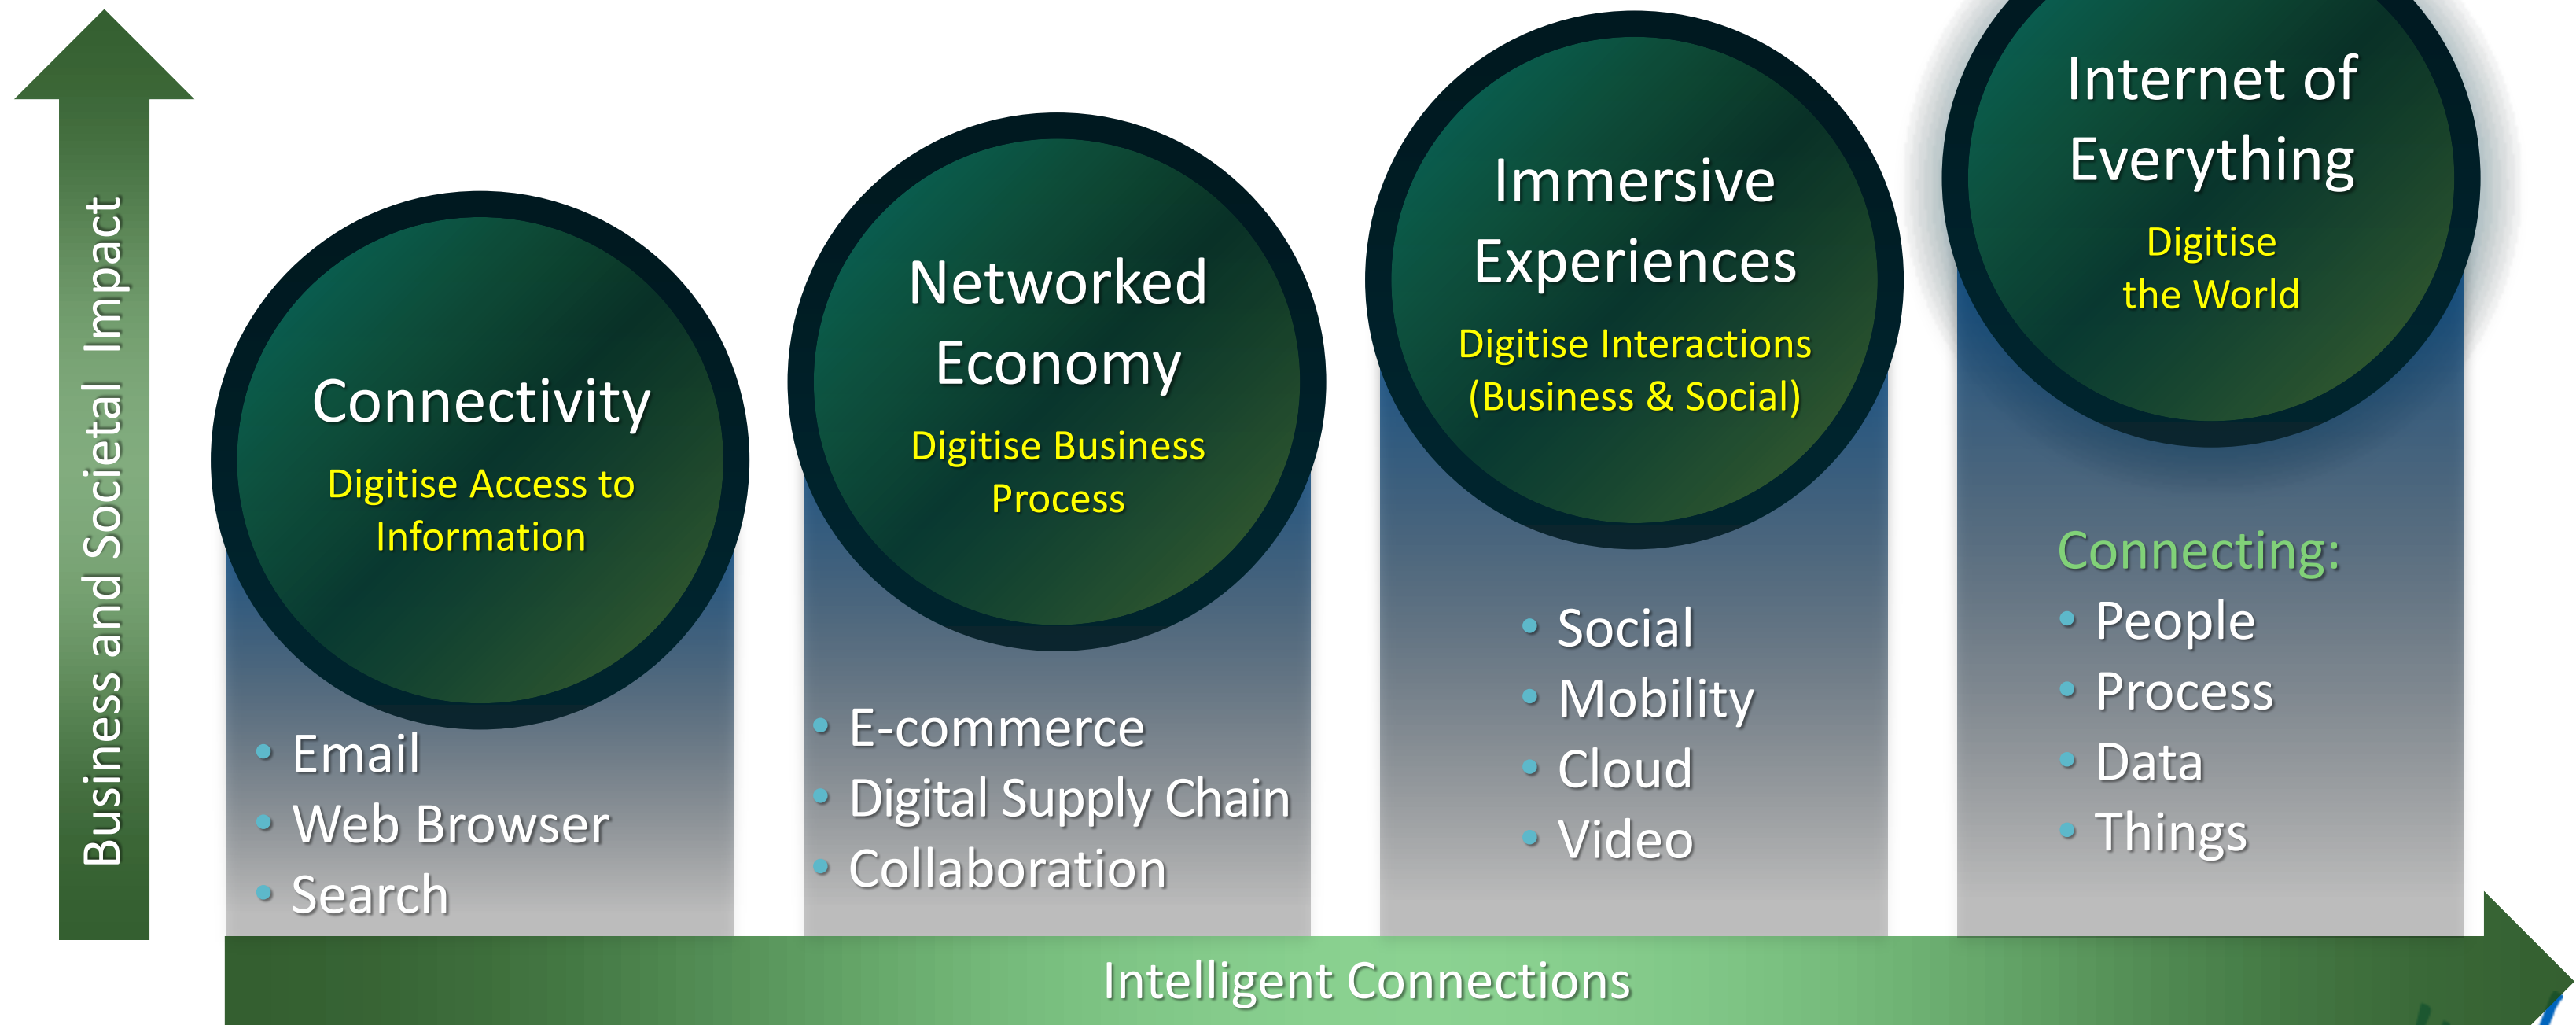 Business and Societal Impact
Connectivity
Digitise Access to
Information
• Email
• Web Browser
• Search
Networked
Economy
Digitise Business
Process
• E-commerce
• Digital Supply Chain
• Collaboration
Immersive
Experiences
Digitise Interactions
(Business & Social)
• Social
• Mobility
• Cloud
• Video
Internet of
Everything
Digitise
the World
Connecting:
• People
• Process
• Data
• Things
Intelligent Connections